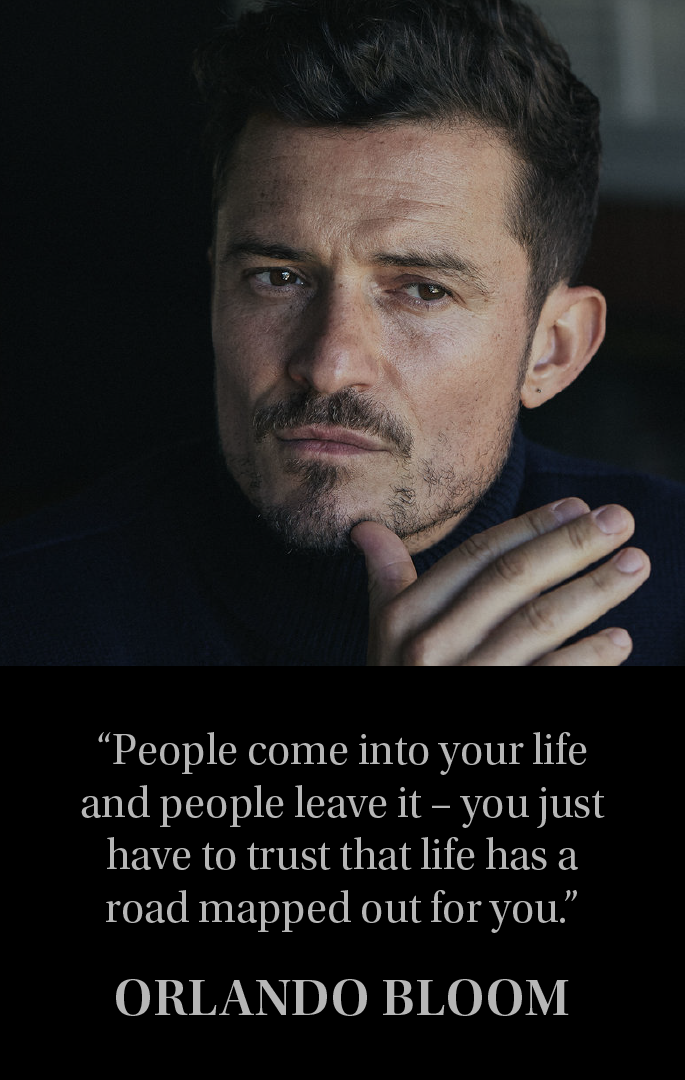 “People come into your life
and people leave it – you just
have to trust that life has a
road mapped out for you.”
ORLANDO BLOOM